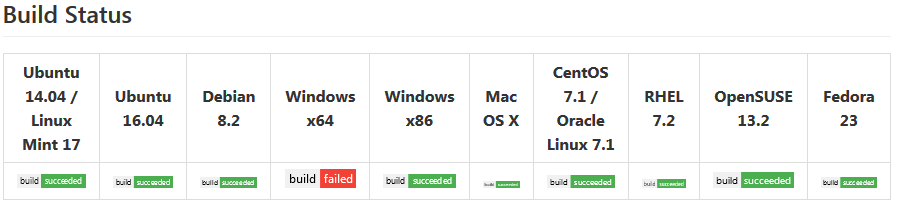 Build Status
Ubuntu 14.04 / Linux Mint 17
Ubuntu 16.04
Debian 8.2
Windows x64
Windows x86
Mac OS X
CentOS 7.1 / Oracle Linux 7.1
RHEL 7.2
OpenSUSE 13.2
Fedora 23
build succeeded
build succeeded
build succeeded
build failed
build succeeded
build succeeded
build succeeded
build succeeded
build succeeded
build succeeded